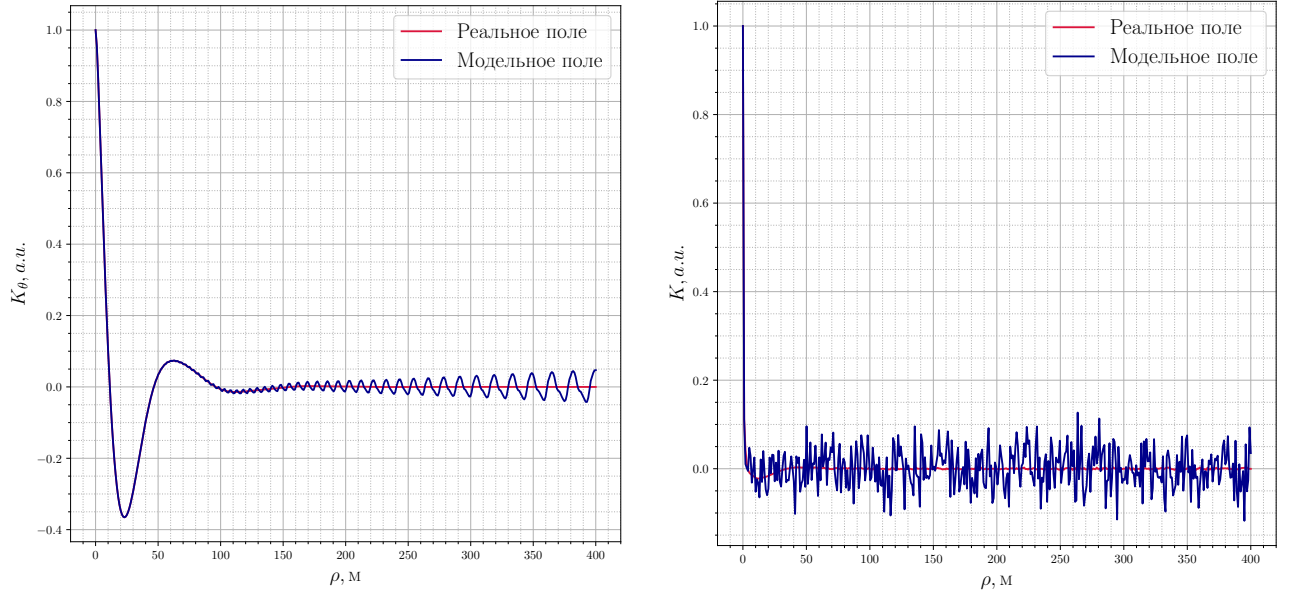 Реальное поле
Модельное поле
1.0
0.8
0.6
0.4
0.2
0.0
−0.2
−0.4
K_θ, a.u.
0 50 100 150 200 250 300 350 400
ρ, м
Реальное поле
Модельное поле
1.0
0.8
0.6
0.4
0.2
0.0
K, a.u.
0 50 100 150 200 250 300 350 400
ρ, м